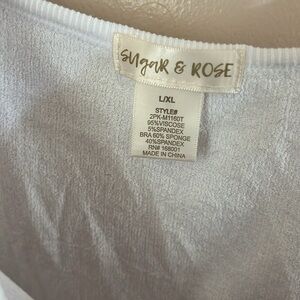 SUgaR & ROSE
L/XL
STYLE#
2PK-M1160T
95%VISCOSE
5%SPANDEX
BRA 60% SPONGE
40%SPANDEX
RN# 168001
MADE IN CHINA